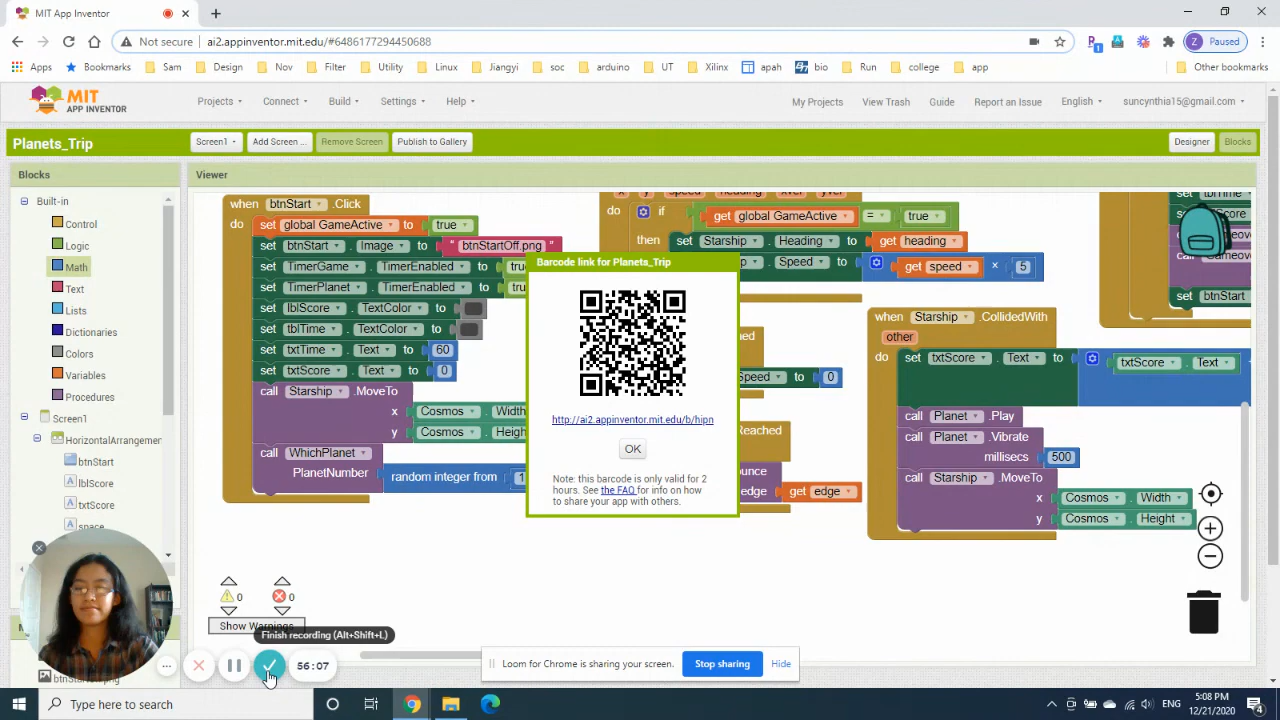 MIT App Inventor
Not secure | ai2.appinventor.mit.edu/#6486177294450688
Paused
Apps Bookmarks Sam Design Nov Filter Utility Linux Jiangyi soc arduino UT Xilinx apah bio Run college app Other bookmarks
MIT
APP INVENTOR
Projects Connect Build Settings Help My Projects View Trash Guide Report an Issue English suncynthia15@gmail.com
Planets_Trip Screen1 Add Screen ... Remove Screen Publish to Gallery Designer Blocks
Blocks Viewer
Built-in
Control
Logic
Math
Text
Lists
Dictionaries
Colors
Variables
Procedures
Screen1
HorizontalArrangemen
btnStart
lblScore
txtScore
space
when btnStart .Click
do set global GameActive to true
set btnStart . Image to " btnStartOff.png "
set TimerGame . TimerEnabled to true
set TimerPlanet . TimerEnabled to
set lblScore . TextColor to
set tblTime . TextColor to
set txtTime . Text to 60
set txtScore . Text to 0
call Starship .MoveTo
x Cosmos . Width
y Cosmos . Heigh
call WhichPlanet
PlanetNumber random integer from 1
x y speed heading xvel yvel
do if get global GameActive = true
then set Starship . Heading to get heading
. Speed to get speed x 5
Speed to 0
Reached
edge get edge
when Starship .CollidedWith
other
do set txtScore . Text to txtScore . Text
call Planet .Play
call Planet .Vibrate
millisecs 500
call Starship .MoveTo
x Cosmos . Width
y Cosmos . Height
set btnStart
Barcode link for Planets_Trip
http://ai2.appinventor.mit.edu/b/hipn
OK
Note: this barcode is only valid for 2
hours. See the FAQ for info on how
to share your app with others.
0 0
Show Warnings
Finish recording (Alt+Shift+L)
56:07
Loom for Chrome is sharing your screen. Stop sharing Hide
Type here to search
ENG
5:08 PM
12/21/2020
4